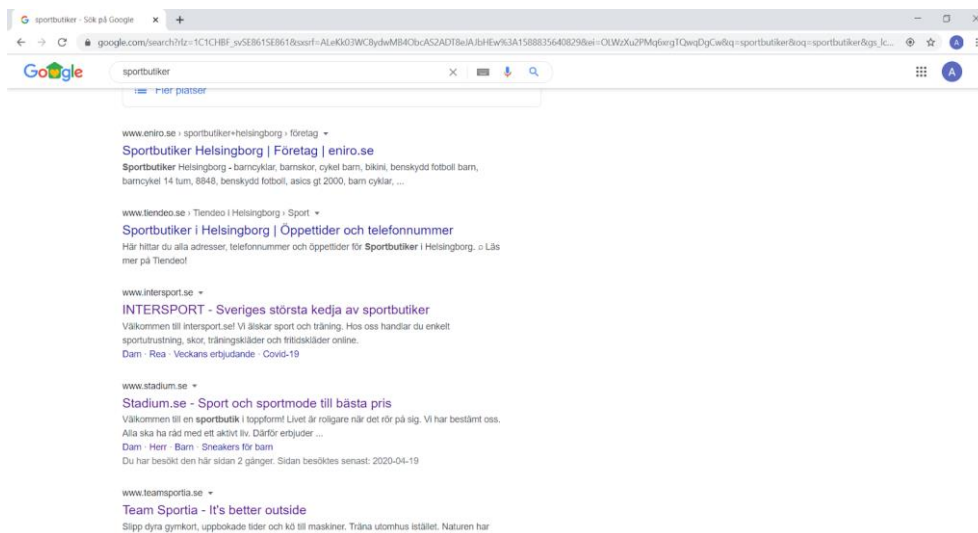 sportbutiker - Sök på Google
google.com/search?rlz=1C1CHBF_svSE861SE861&sxsrf=
Google
sportbutiker
A
Fler platser
www.eniro.se › sportbutiker+helsingborg › företag
Sportbutiker Helsingborg | Företag | eniro.se
Sportbutiker Helsingborg - barncyklar, barnskor, cykel barn, bikini, benskydd fotboll barn,
barncykel 14 tum, 8848, benskydd fotboll, asics gt 2000, barn cyklar, ...
www.tiendeo.se › Tiendeo i Helsingborg › Sport
Sportbutiker i Helsingborg | Öppettider och telefonnummer
Här hittar du alla adresser, telefonnummer och öppettider för Sportbutiker i Helsingborg. Läs
mer på Tiendeo!
www.intersport.se
INTERSPORT - Sveriges största kedja av sportbutiker
Välkommen till intersport.se! Vi älskar sport och träning. Hos oss handlar du enkelt
sportutrustning, skor, träningskläder och fritidskläder online.
Dam · Rea · Veckans erbjudande · Covid-19
www.stadium.se
Stadium.se - Sport och sportmode till bästa pris
Välkommen till en sportbutik i toppform! Livet är roligare när det rör på sig. Vi har bestämt oss.
Alla ska ha råd med ett aktivt liv. Därför erbjuder ...
Dam · Herr · Barn · Sneakers för barn
Du har besökt den här sidan 2 gånger. Sidan besöktes senast: 2020-04-19
www.teamsportia.se
Team Sportia - It's better outside
Slipp dyra gymkort, uppbokade tider och kö till maskiner. Träna utomhus istället. Naturen har